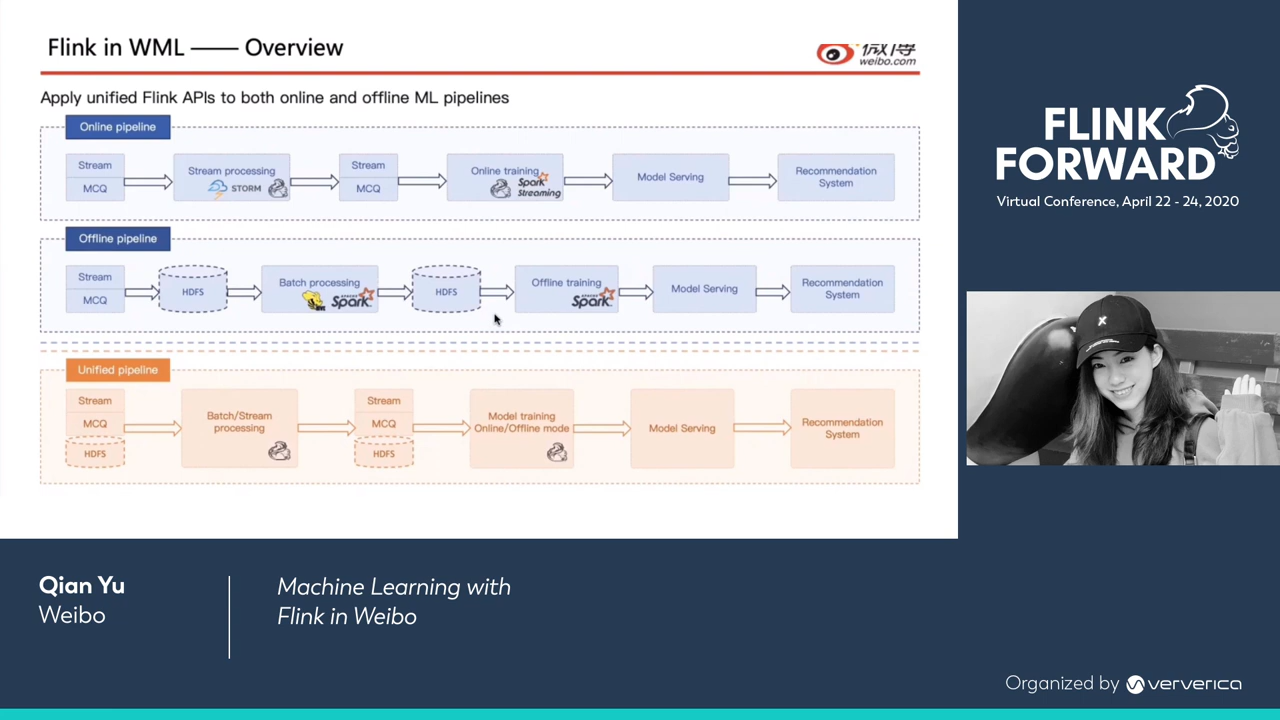 Flink in WML —— Overview
微博
weibo.com
Apply unified Flink APIs to both online and offline ML pipelines
Online pipeline
Stream
MCQ
Stream processing
STORM
Stream
MCQ
Online training
Spark
Streaming
Model Serving
Recommendation
System
Offline pipeline
Stream
MCQ
HDFS
Batch processing
APACHE
Spark
HDFS
Offline training
APACHE
Spark
Model Serving
Recommendation
System
Unified pipeline
Stream
MCQ
HDFS
Batch/Stream
processing
Stream
MCQ
HDFS
Model training
Online/Offline mode
Model Serving
Recommendation
System
FLINK
FORWARD
Virtual Conference, April 22 - 24, 2020
X
Qian Yu
Weibo
Machine Learning with
Flink in Weibo
Organized by ververica